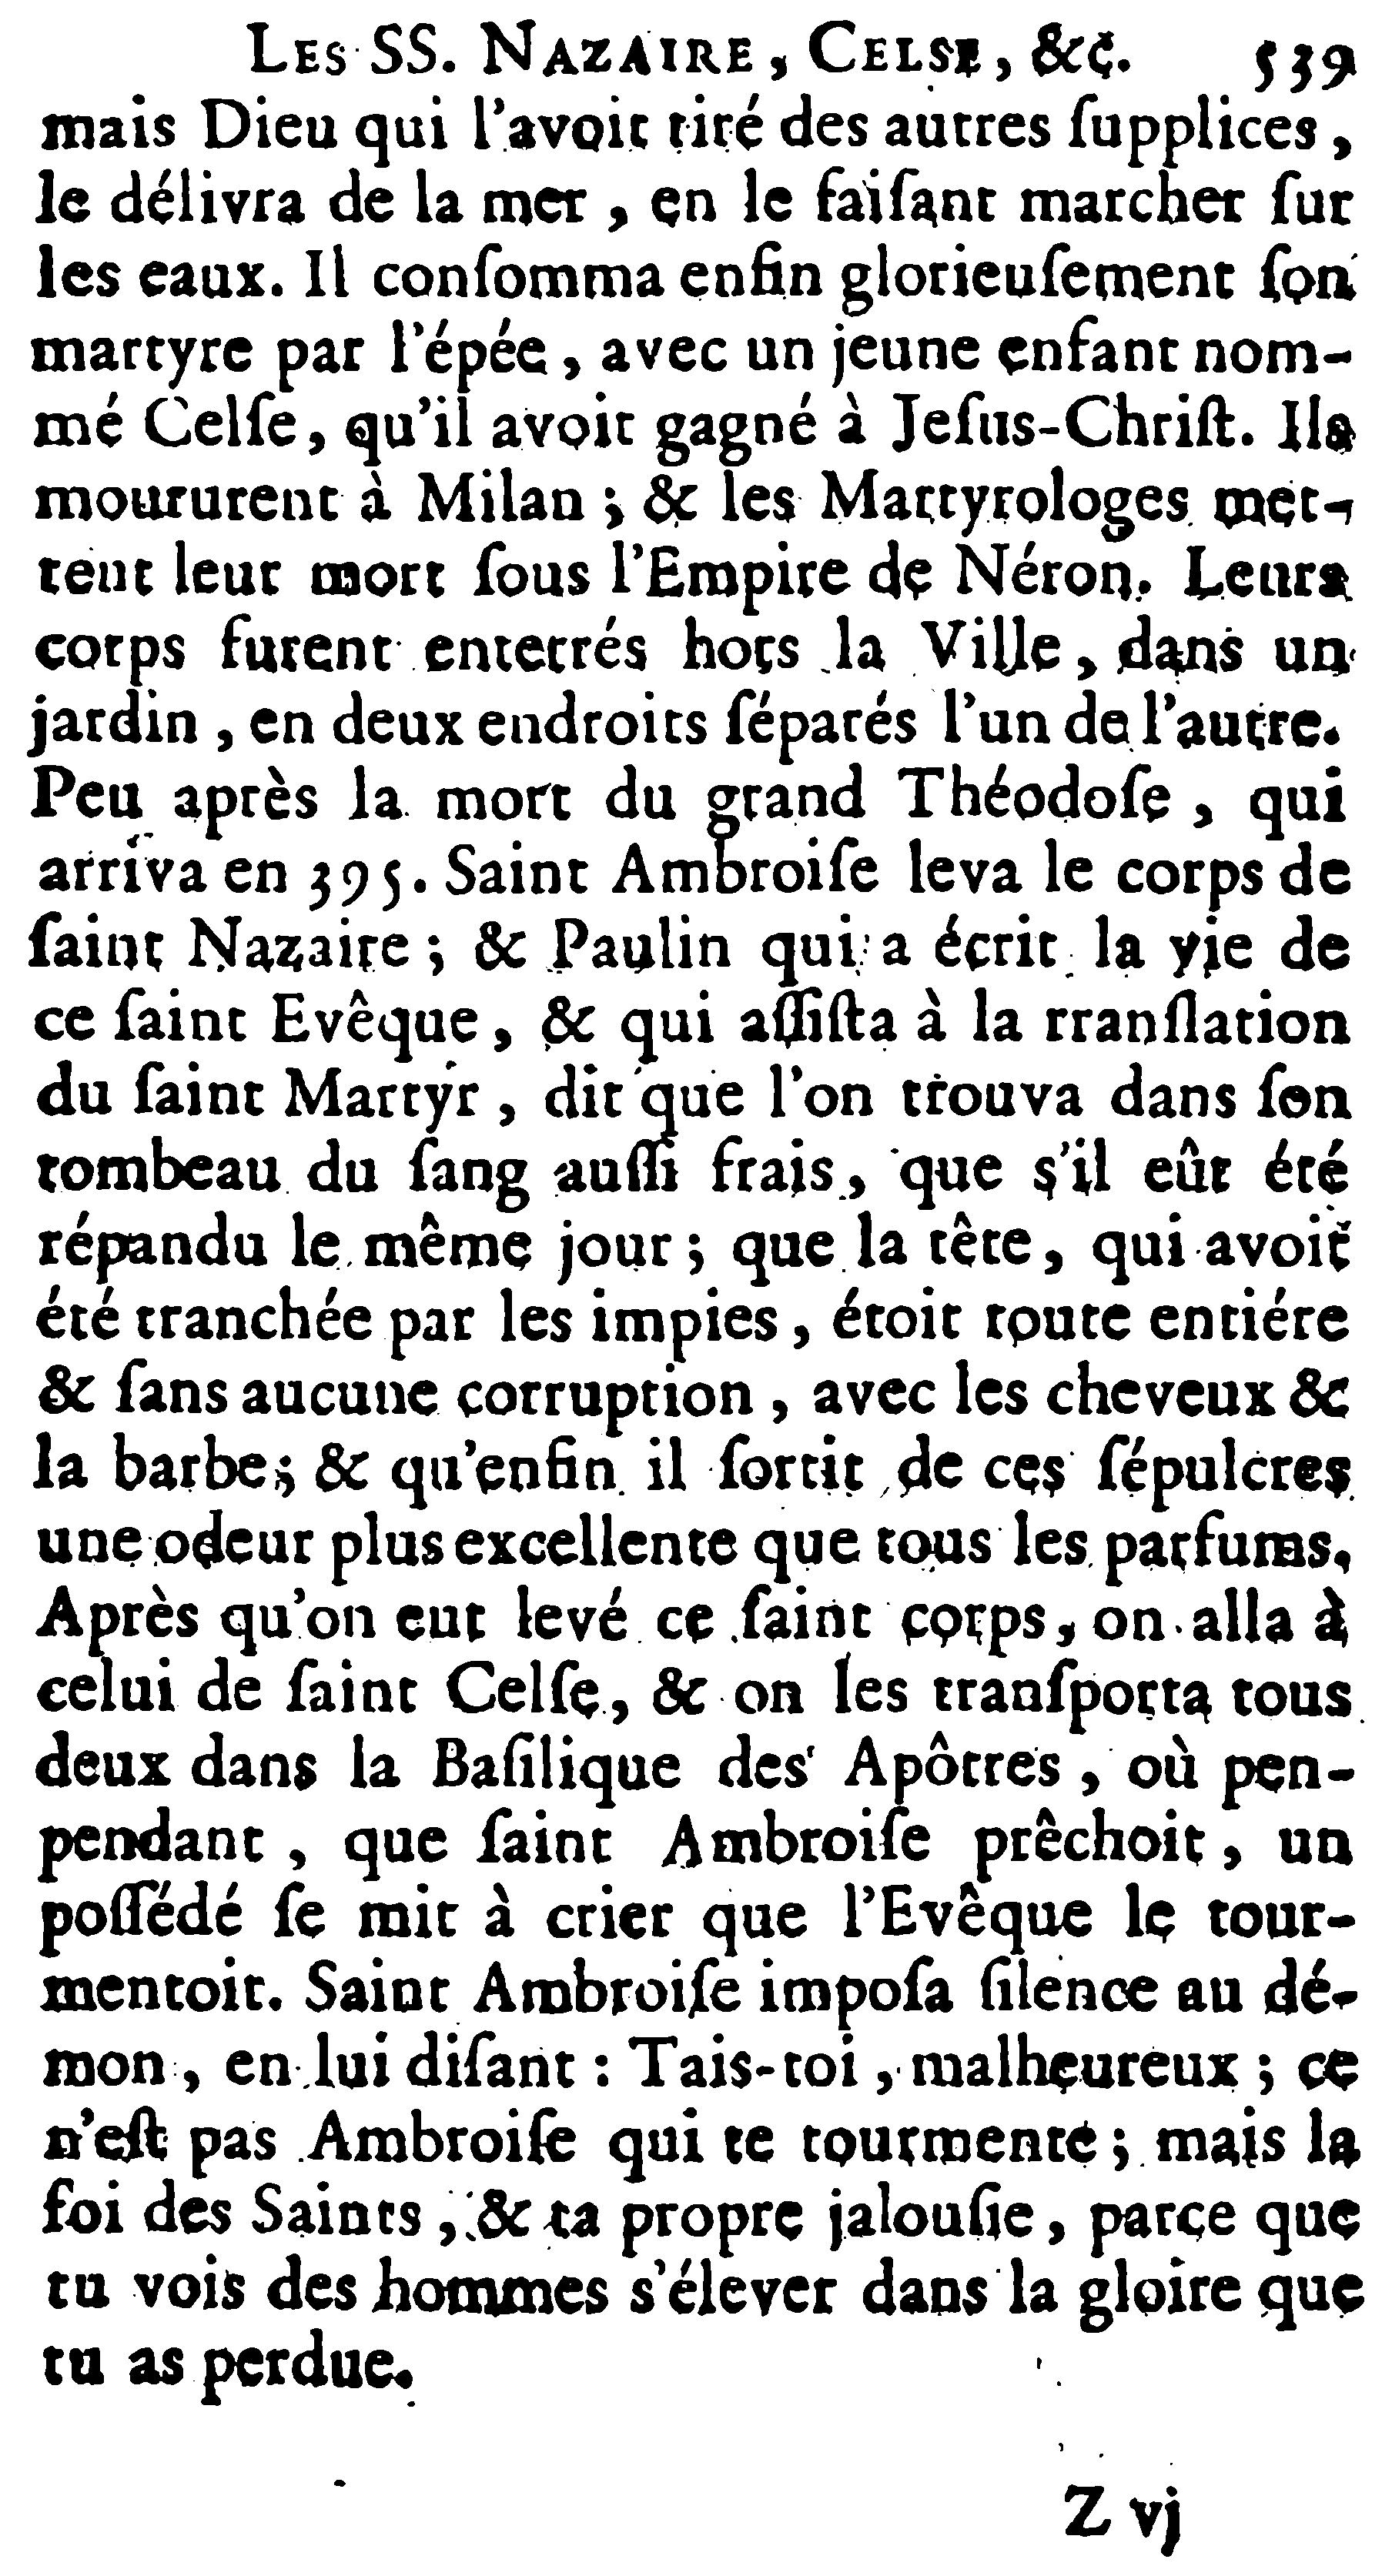 LES SS. NAZAIRE, CELSE, &c. 539
mais Dieu qui l'avoit tiré des autres ſupplices,
le délivra de la mer, en le faiſant marcher ſur
les eaux. Il conſomma enfin glorieuſement ſon
martyre par l'épée, avec un jeune enfant nom-
mé Celſe, qu'il avoit gagné à Jeſus-Chriſt. Ils
moururent à Milan; & les Martyrologes met-
tent leur mort ſous l'Empire de Néron. Leurs
corps furent enterrés hors la Ville, dans un
jardin, en deux endroits ſéparés l'un de l'autre.
Peu après la mort du grand Théodoſe, qui
arriva en 395. Saint Ambroiſe leva le corps de
ſaint Nazaire; & Paulin qui a écrit la vie de
ce ſaint Evêque, & qui aſſiſta à la rranſlation
du ſaint Martyr, dit que l'on trouva dans ſon
tombeau du ſang auſſi frais, que s'il eût été
répandu le même jour; que la tête, qui avoit
été tranchée par les impies, étoit toute entiére
& ſans aucune corruption, avec les cheveux &
la barbe; & qu'enfin il ſortit de ces ſépulcres
une odeur plus excellente que tous les parfums.
Après qu'on eut levé ce ſaint corps, on alla à
celui de ſaint Celſe, & on les tranſporta tous
deux dans la Baſilique des Apôtres, où pen-
pendant, que ſaint Ambroiſe prêchoit, un
poſſédé ſe mit à crier que l'Evêque le tour-
mentoit. Saint Ambroiſe impoſa ſilence au dé-
mon, en lui diſant: Tais-toi, malheureux; ce
n'eſt pas Ambroiſe qui te tourmente; mais la
foi des Saints, & ta propre jalouſie, parce que
tu vois des hommes s'élever dans la gloire que
tu as perdue.
Z vj